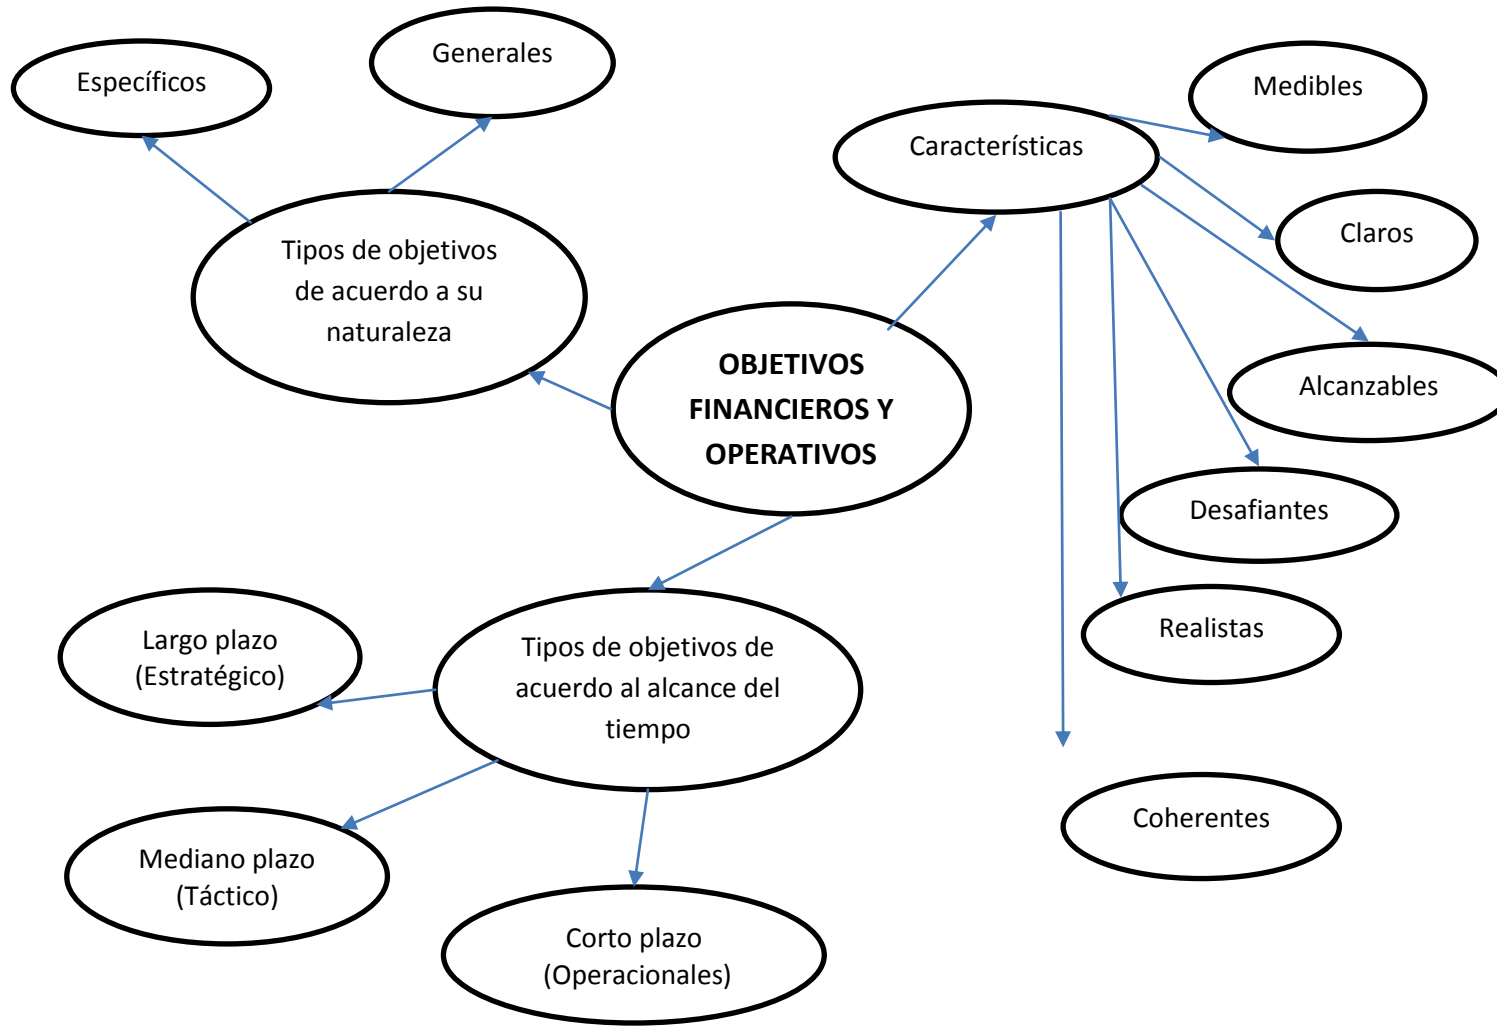 Específicos
Generales
Tipos de objetivos
de acuerdo a su
naturaleza
Característícas
Medibles
Claros
Alcanzables
Desafiantes
Realistas
Coherentes
OBJETIVOS
FINANCIEROS Y
OPERATIVOS
Tipos de objetivos de
acuerdo al alcance del
tiempo
Largo plazo
(Estratégico)
Mediano plazo
(Táctico)
Corto plazo
(Operacionales)